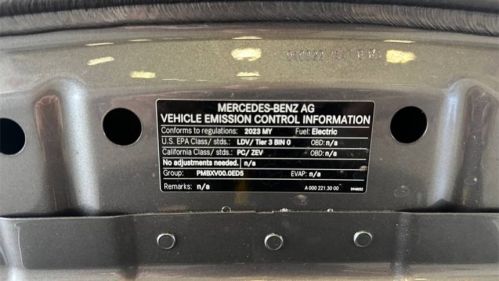 MERCEDES-BENZ AG
VEHICLE EMISSION CONTROL INFORMATION
Conforms to regulations: 2023 MY Fuel: Electric
U.S. EPA Class/ stds.: LDV/ Tier 3 BIN 0 OBD: n/a
California Class/ stds.: PC/ ZEV OBD: n/a
No adjustments needed. n/a
Group: PMBXV00.0ED5 EVAP: n/a
Remarks: n/a A 000 221 30 00